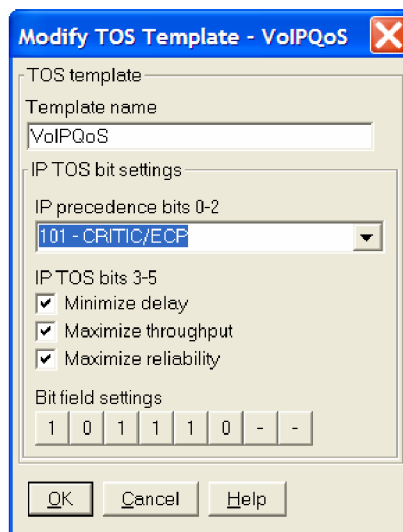 Modify TOS Template - VoIPQoS
TOS template
Template name
VoIPQoS
IP TOS bit settings
IP precedence bits 0-2
101 - CRITIC/ECP
IP TOS bits 3-5
Minimize delay
Maximize throughput
Maximize reliability
Bit field settings
1 0 1 1 1 0 - -
OK Cancel Help